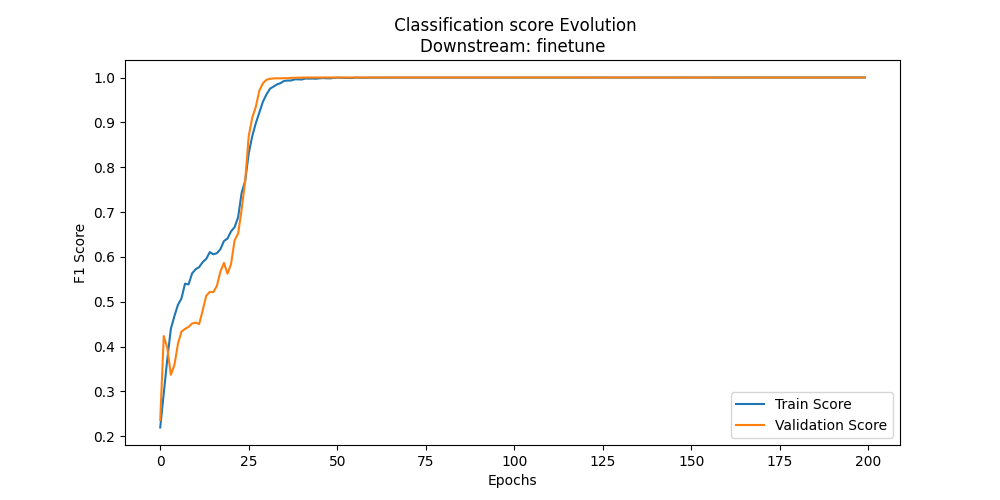 Classification score Evolution
Downstream: finetune
F1 Score
1.0
0.9
0.8
0.7
0.6
0.5
0.4
0.3
0.2
0 25 50 75 100 125 150 175 200
Epochs
Train Score
Validation Score